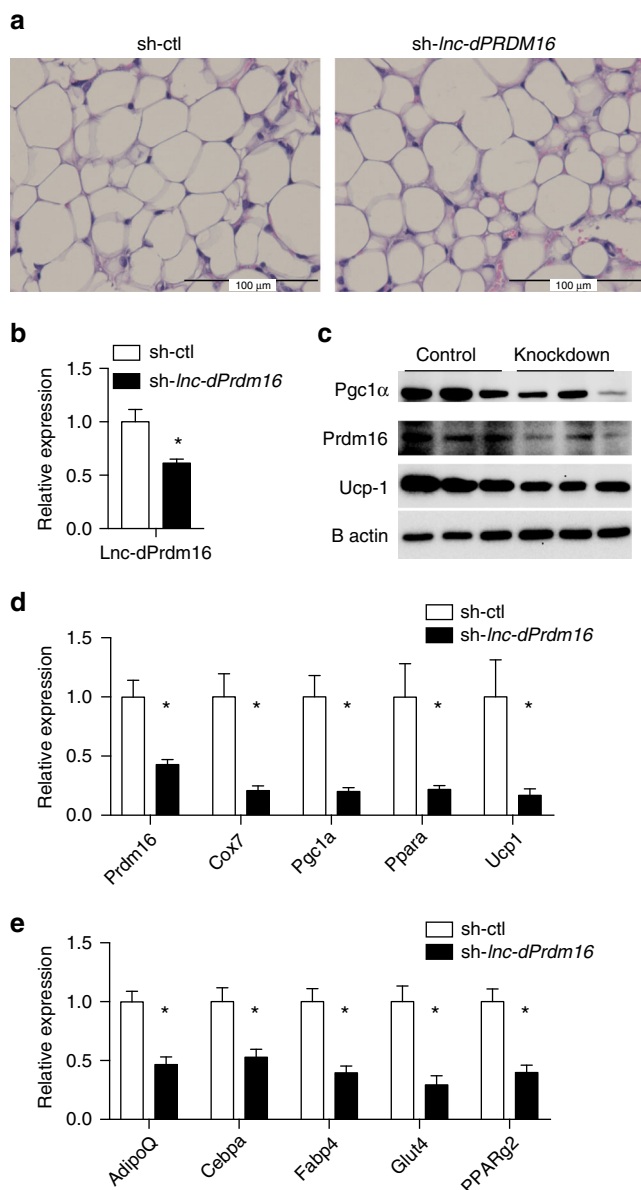 a
sh-ctl
sh-lnc-dPRDM16
100 μm
100 μm
b
sh-ctl
sh-lnc-dPrdm16
Relative expression
1.5
1.0
0.5
0.0
*
Lnc-dPrdm16
c
Control Knockdown
Pgc1α
Prdm16
Ucp-1
B actin
d
sh-ctl
sh-lnc-dPrdm16
Relative expression
1.5
1.0
0.5
0.0
* * * * *
Prdm16 Cox7 Pgc1a Ppara Ucp1
e
sh-ctl
sh-lnc-dPrdm16
Relative expression
1.5
1.0
0.5
0.0
* * * * *
AdipoQ Cebpa Fabp4 Glut4 PPARg2